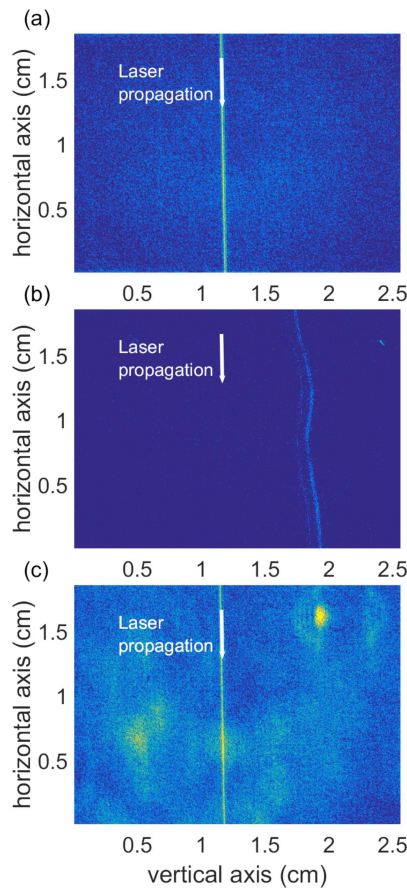 (a)
Laser
propagation
horizontal axis (cm)
1.5
1
0.5
0.5 1 1.5 2 2.5
(b)
Laser
propagation
horizontal axis (cm)
1.5
1
0.5
0.5 1 1.5 2 2.5
(c)
Laser
propagation
horizontal axis (cm)
1.5
1
0.5
0.5 1 1.5 2 2.5
vertical axis (cm)